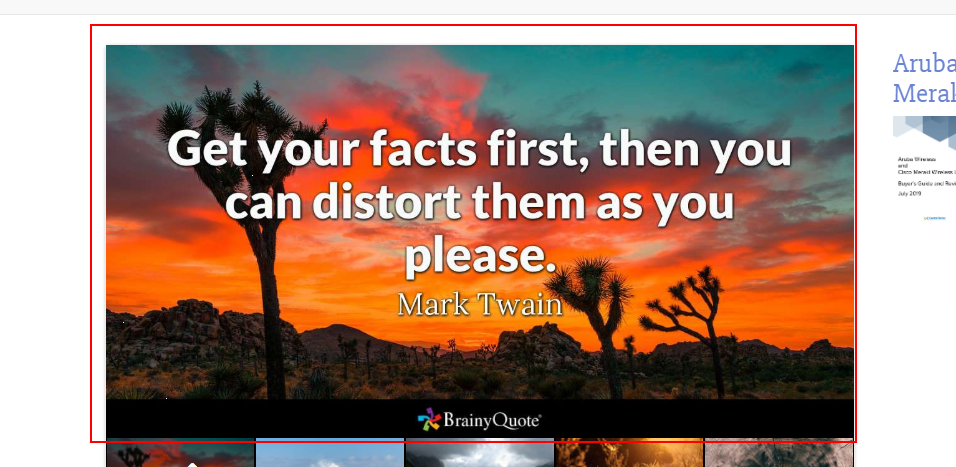 Get your facts first, then you
can distort them as you
please.
Mark Twain
BrainyQuote®
Aruba
Meral
Aruba Wireless
and
Cisco Meraki Wireless
Buyer's Guide and Revi
July 2019